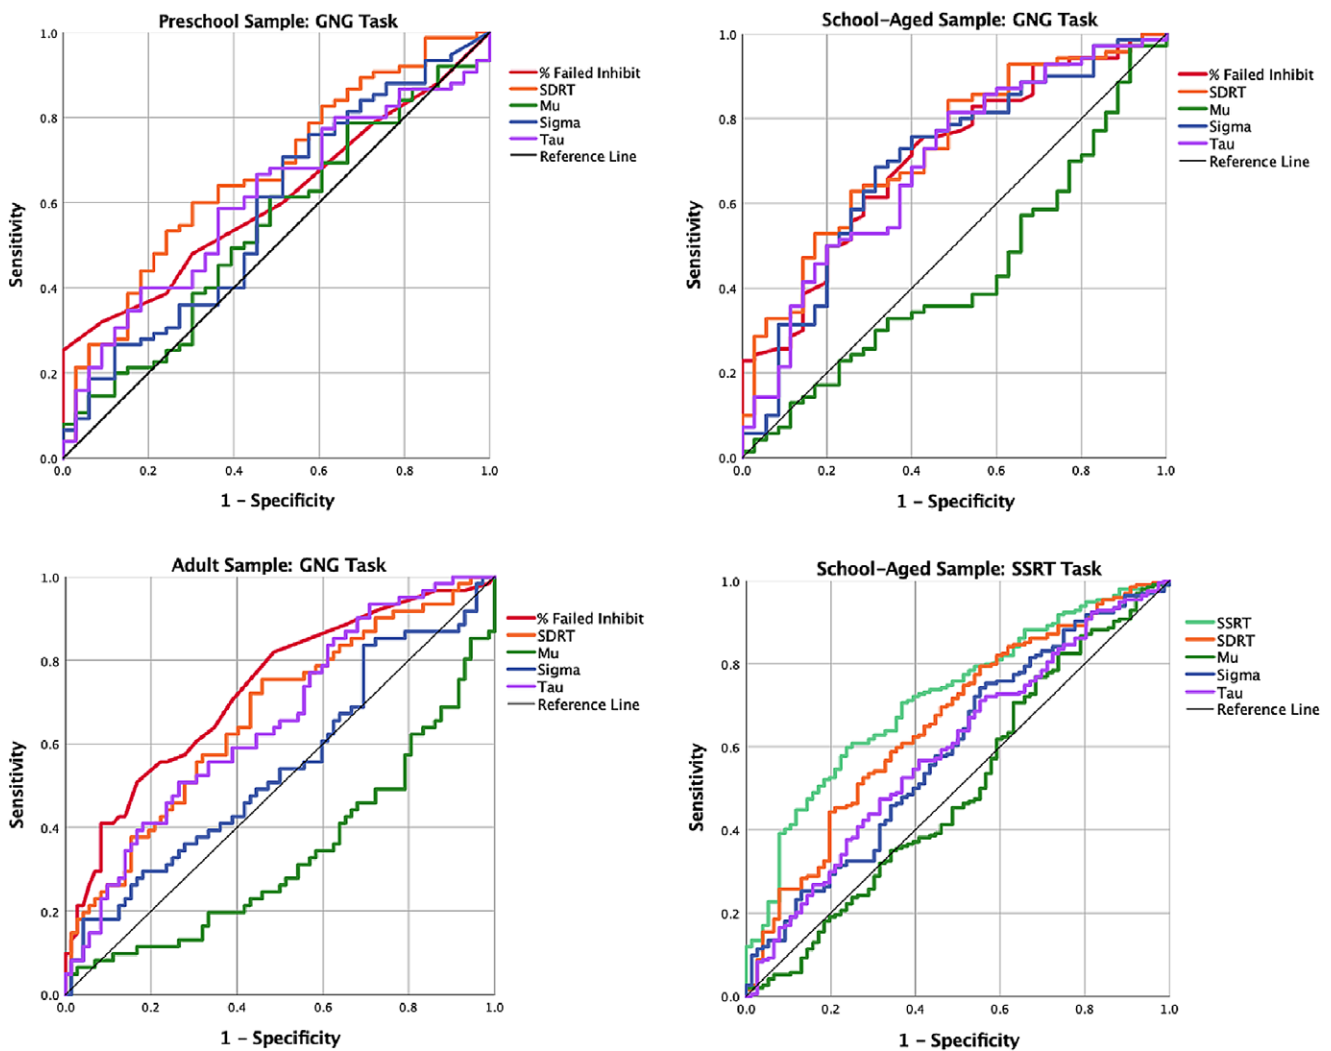 Preschool Sample: GNG Task
1.0
0.8
0.6
0.4
0.2
0.0
0.0 0.2 0.4 0.6 0.8 1.0
Sensitivity
1 – Specificity
% Failed Inhibit
SDRT
Mu
Sigma
Tau
Reference Line
School–Aged Sample: GNG Task
1.0
0.8
0.6
0.4
0.2
0.0
0.0 0.2 0.4 0.6 0.8 1.0
Sensitivity
1 – Specificity
% Failed Inhibit
SDRT
Mu
Sigma
Tau
Reference Line
Adult Sample: GNG Task
1.0
0.8
0.6
0.4
0.2
0.0
0.0 0.2 0.4 0.6 0.8 1.0
Sensitivity
1 – Specificity
% Failed Inhibit
SDRT
Mu
Sigma
Tau
Reference Line
School–Aged Sample: SSRT Task
1.0
0.8
0.6
0.4
0.2
0.0
0.0 0.2 0.4 0.6 0.8 1.0
Sensitivity
1 – Specificity
SSRT
SDRT
Mu
Sigma
Tau
Reference Line